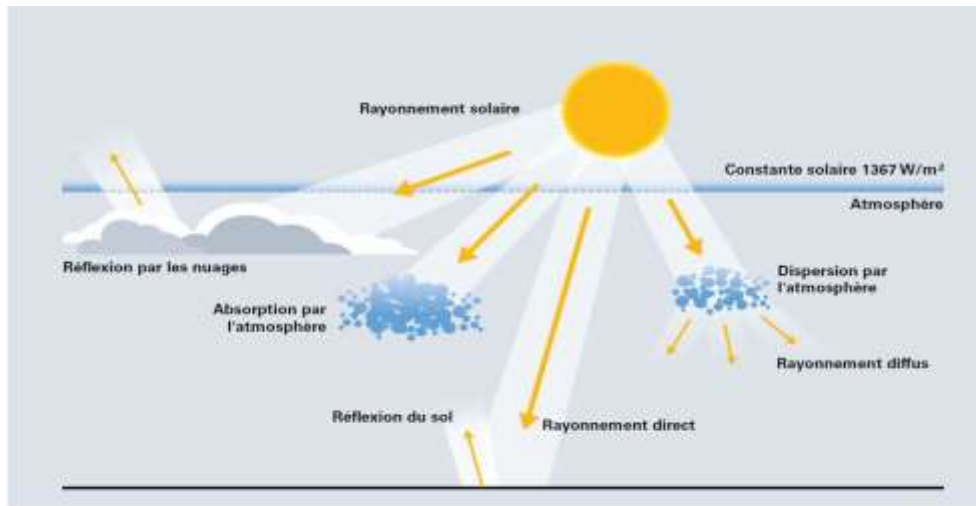 Rayonnement solaire
Constante solaire 1367 W/m²
Atmosphère
Réflexion par les nuages
Dispersion par
l'atmosphère
Absorption par
l'atmosphère
Rayonnement diffus
Réflexion du sol
Rayonnement direct